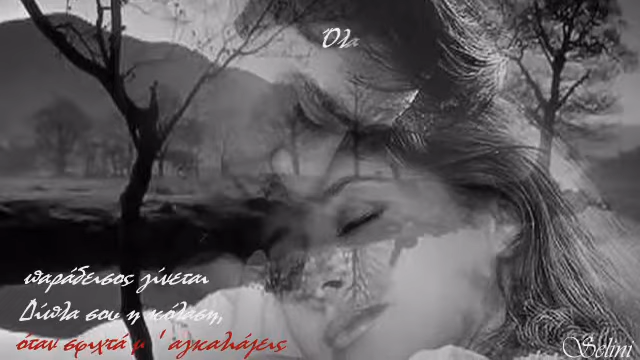 Όλα
παράδεισος γίνεται
Δίπλα σου η κόλαση,
όταν σφιχτά μ ' αγκαλιάζεις
Selini